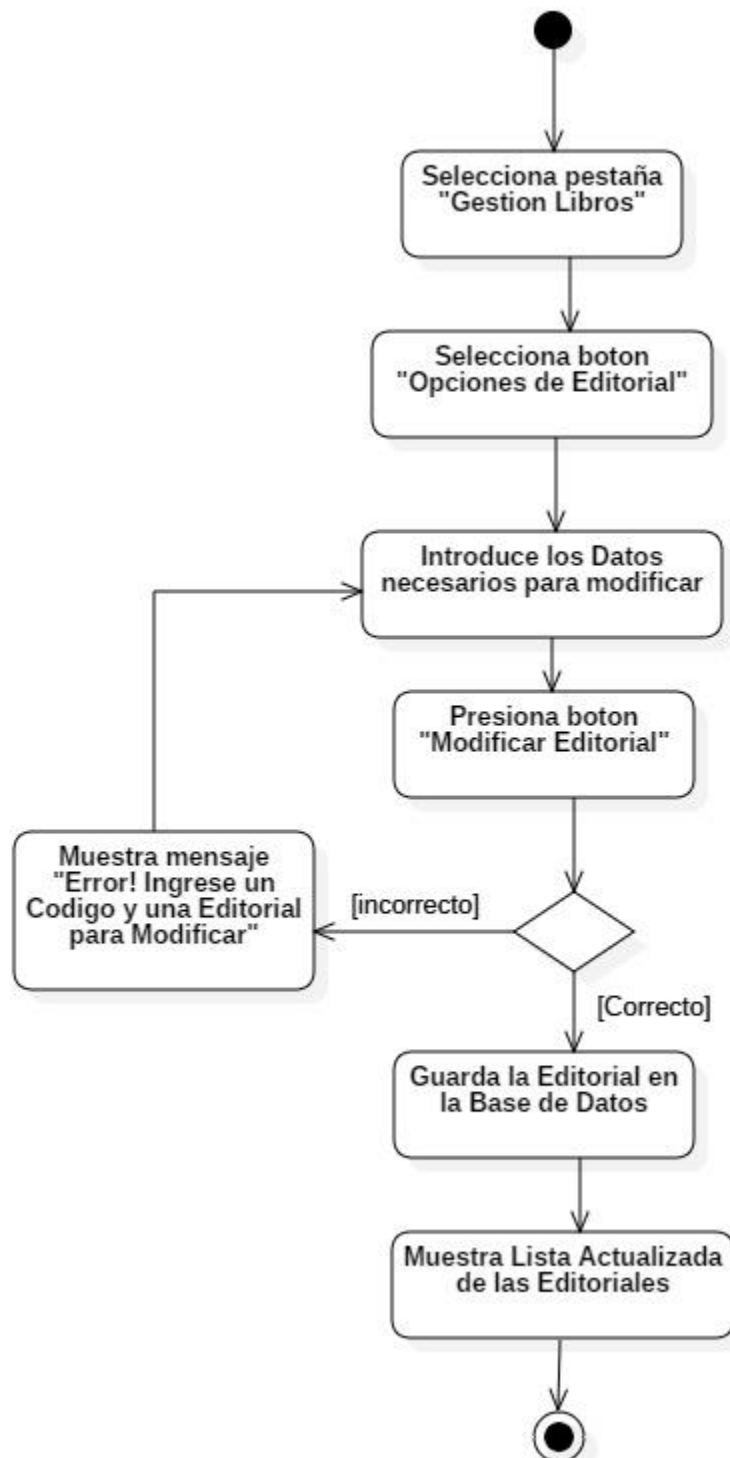 Selecciona pestaña
"Gestion Libros"
Selecciona boton
"Opciones de Editorial"
Introduce los Datos
necesarios para modificar
Presiona boton
"Modificar Editorial"
Muestra mensaje
"Error! Ingrese un
Codigo y una Editorial
para Modificar"
[incorrecto]
[Correcto]
Guarda la Editorial en
la Base de Datos
Muestra Lista Actualizada
de las Editoriales